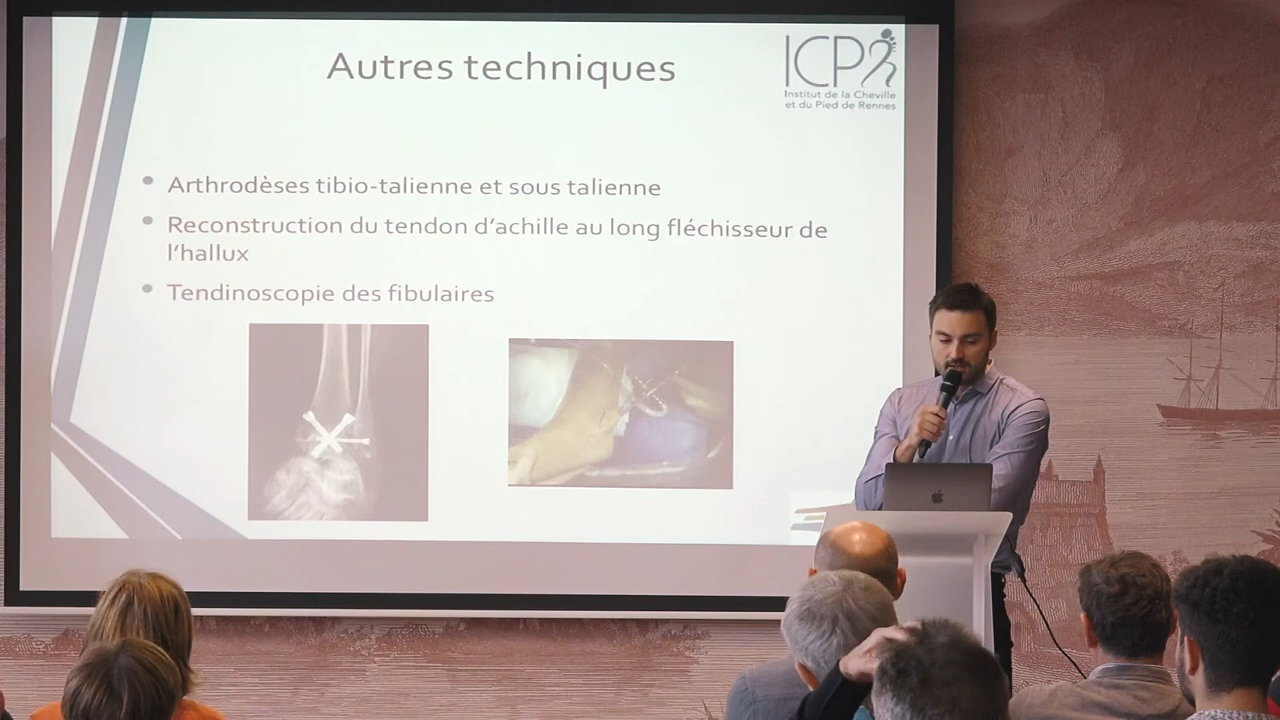 Autres techniques
ICP
Institut de la Cheville
et du Pied de Rennes
• Arthrodèses tibio-talienne et sous talienne
• Reconstruction du tendon d'achille au long fléchisseur de
l'hallux
• Tendinoscopie des fibulaires